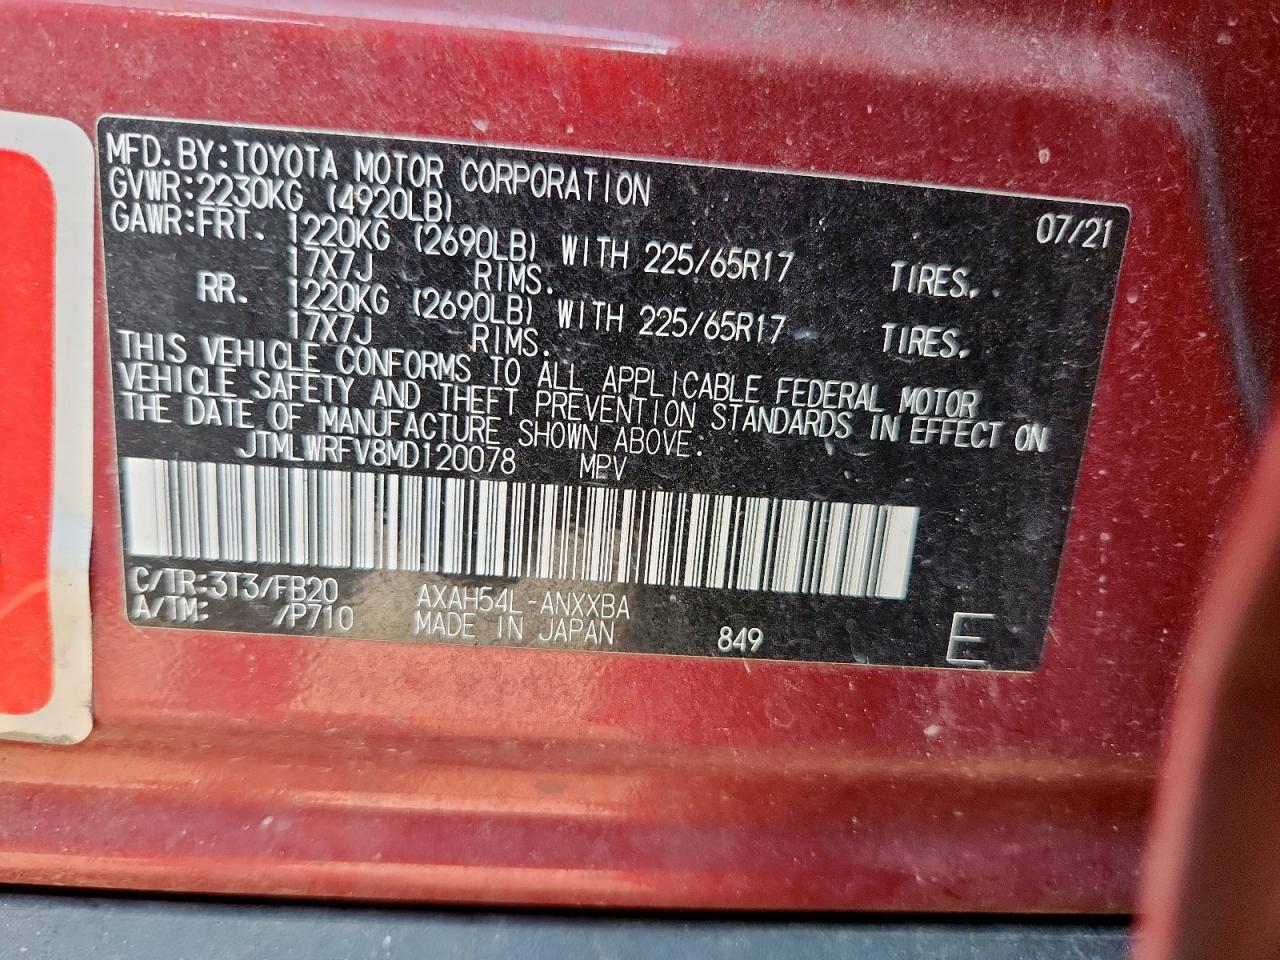 MFD.BY:TOYOTA MOTOR CORPORATION
GVWR:2230KG (4920LB) 07/21
GAWR:FRT. 1220KG (2690LB) WITH 225/65R17 TIRES.
17X7J RIMS.
RR. 1220KG (2690LB) WITH 225/65R17 TIRES.
17X7J RIMS.
THIS VEHICLE CONFORMS TO ALL APPLICABLE FEDERAL MOTOR
VEHICLE SAFETY AND THEFT PREVENTION STANDARDS IN EFFECT ON
THE DATE OF MANUFACTURE SHOWN ABOVE.
JTMLWRFV8MD120078 MPV
C/TR:3T3/FB20 AXAH54L-ANXXBA
A/TM: /P710 MADE IN JAPAN 849 E